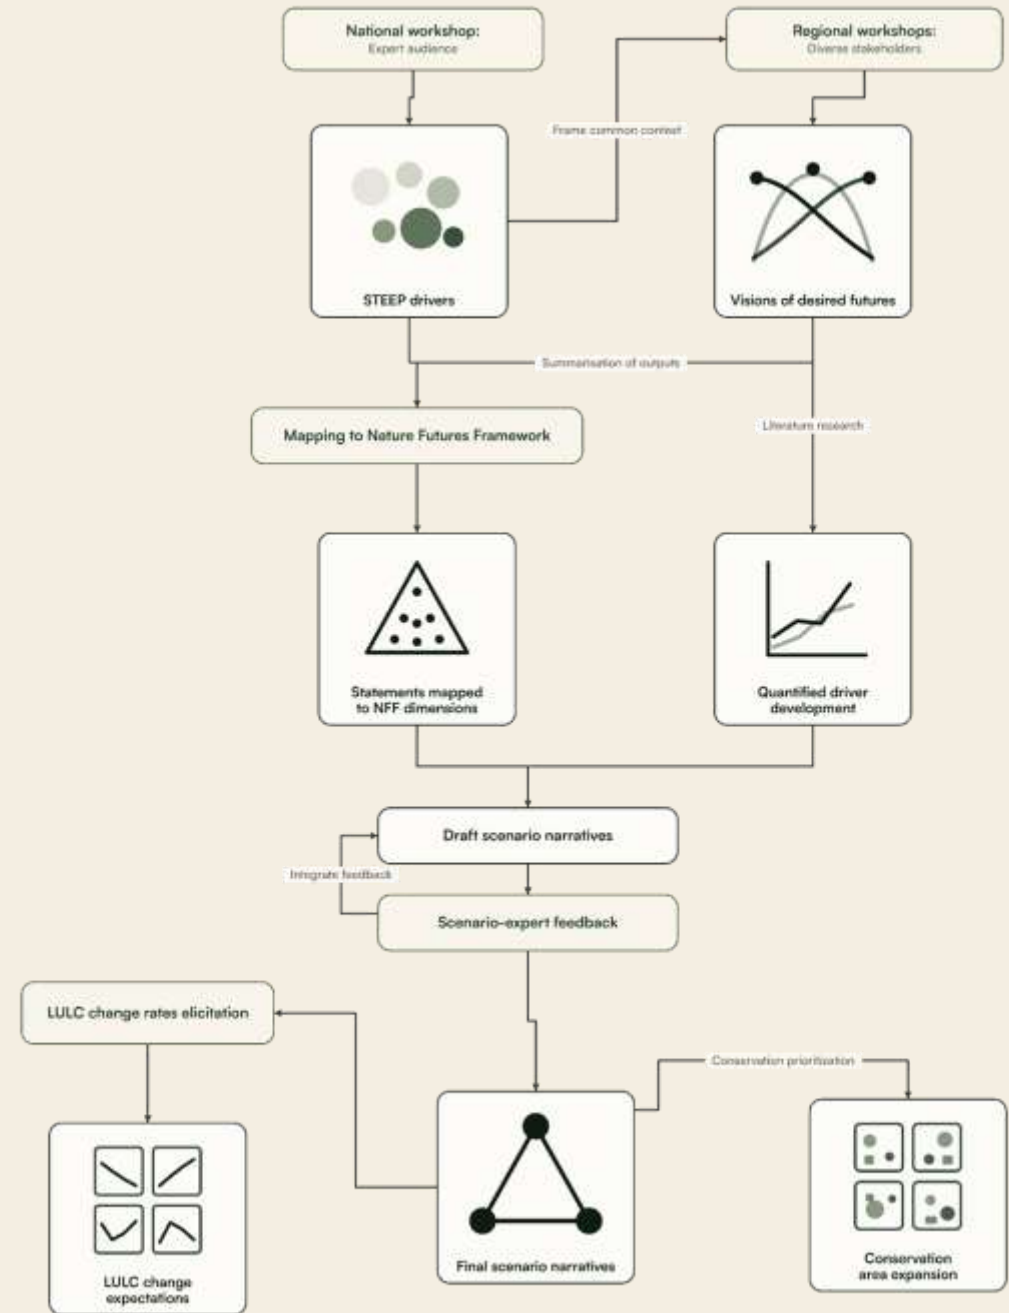 National workshop:
Expert audience
Regional workshops:
Diverse stakeholders
Frame common context
STEEP drivers
Visions of desired futures
Summarisation of outputs
Mapping to Nature Futures Framework
Literature research
Statements mapped
to NFF dimensions
Quantified driver
development
Draft scenario narratives
Integrate feedback
Scenario-expert feedback
LULC change rates elicitation
Conservation prioritization
Final scenario narratives
Conservation
area expansion
LULC change
expectations